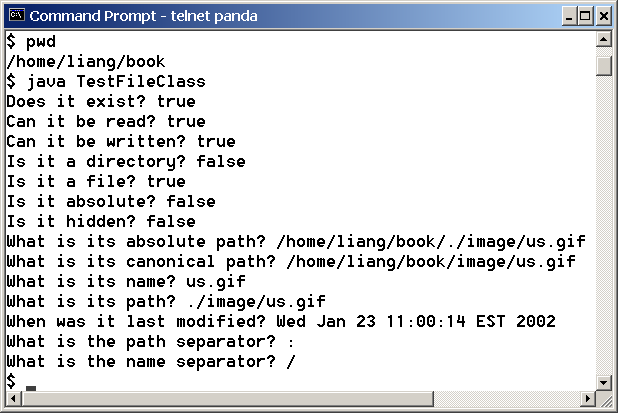 Command Prompt - telnet panda
$ pwd
/home/liang/book
$ java TestFileClass
Does it exist? true
Can it be read? true
Can it be written? true
Is it a directory? false
Is it a file? true
Is it absolute? false
Is it hidden? false
What is its absolute path? /home/liang/book/./image/us.gif
What is its canonical path? /home/liang/book/image/us.gif
What is its name? us.gif
What is its path? ./image/us.gif
When was it last modified? Wed Jan 23 11:00:14 EST 2002
What is the path separator? :
What is the name separator? /
$ _